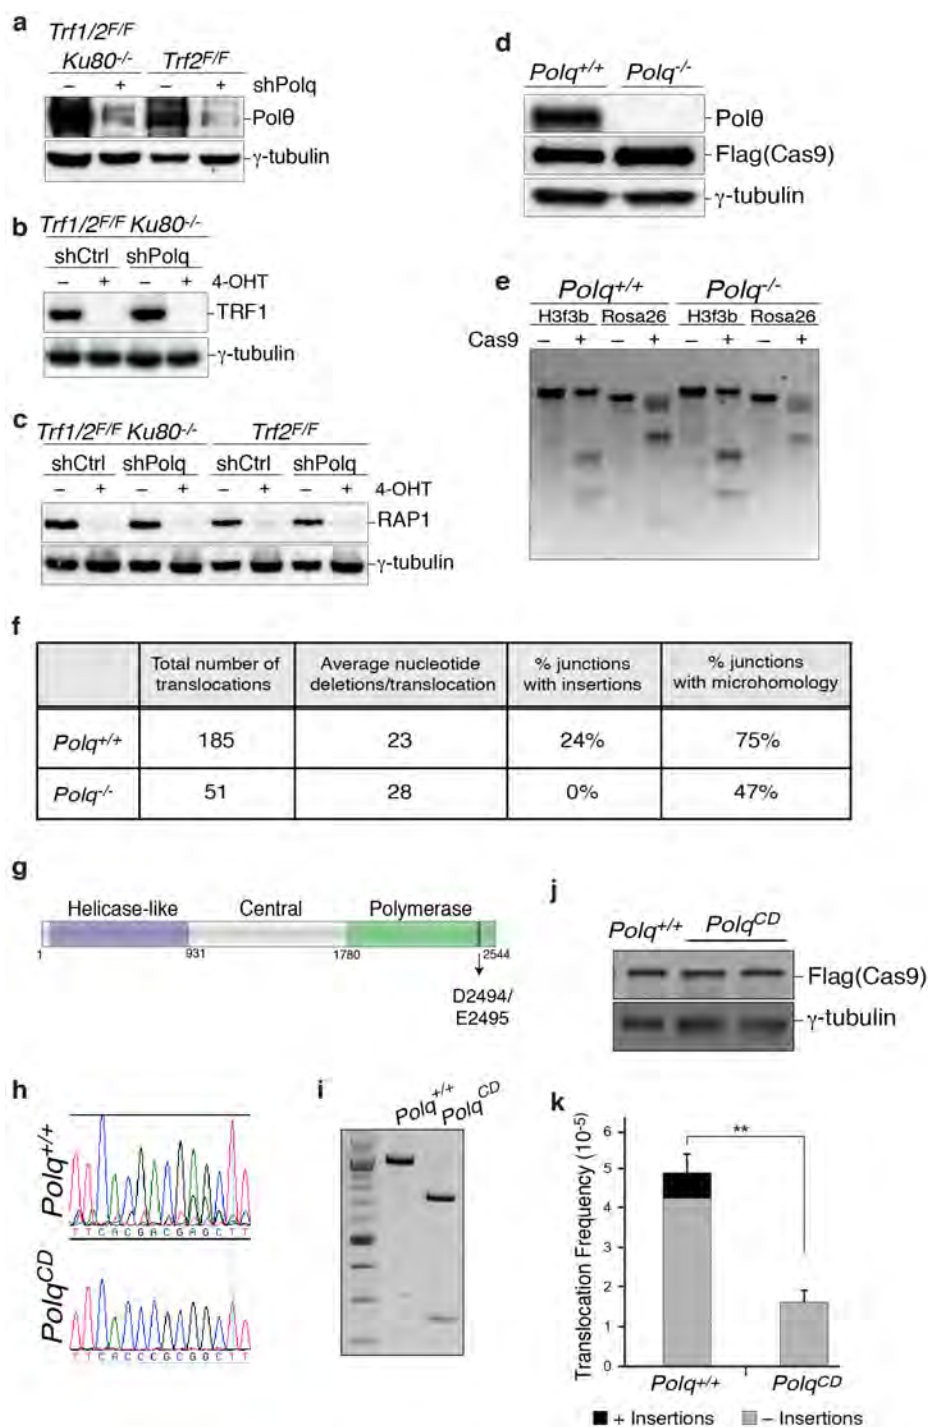 a
Trf1/2F/F
Ku80-/- Trf2F/F
– + – + shPolq
Polθ
γ-tubulin
b
Trf1/2F/F Ku80-/-
shCtrl shPolq
– + – + 4-OHT
TRF1
γ-tubulin
c
Trf1/2F/F Ku80-/- Trf2F/F
shCtrl shPolq shCtrl shPolq
– + – + – + – + 4-OHT
RAP1
γ-tubulin
d
Polq+/+ Polq-/-
Polθ
Flag(Cas9)
γ-tubulin
e
Polq+/+ Polq-/-
H3f3b Rosa26 H3f3b Rosa26
Cas9 – + – + – + – +
f
Total number of translocations Average nucleotide deletions/translocation % junctions with insertions % junctions with microhomology
Polq+/+ 185 23 24% 75%
Polq-/- 51 28 0% 47%
g
Helicase-like Central Polymerase
1 931 1780 2544
D2494/
E2495
h
Polq+/+
T T C A C G A C G A G C T T
PolqCD
T T C A C C C G C G G C T T
i
Polq+/+ PolqCD
j
Polq+/+ PolqCD
Flag(Cas9)
γ-tubulin
k
Translocation Frequency (10-5)
6
5
4
3
2
1
0
**
Polq+/+ PolqCD
+ Insertions – Insertions